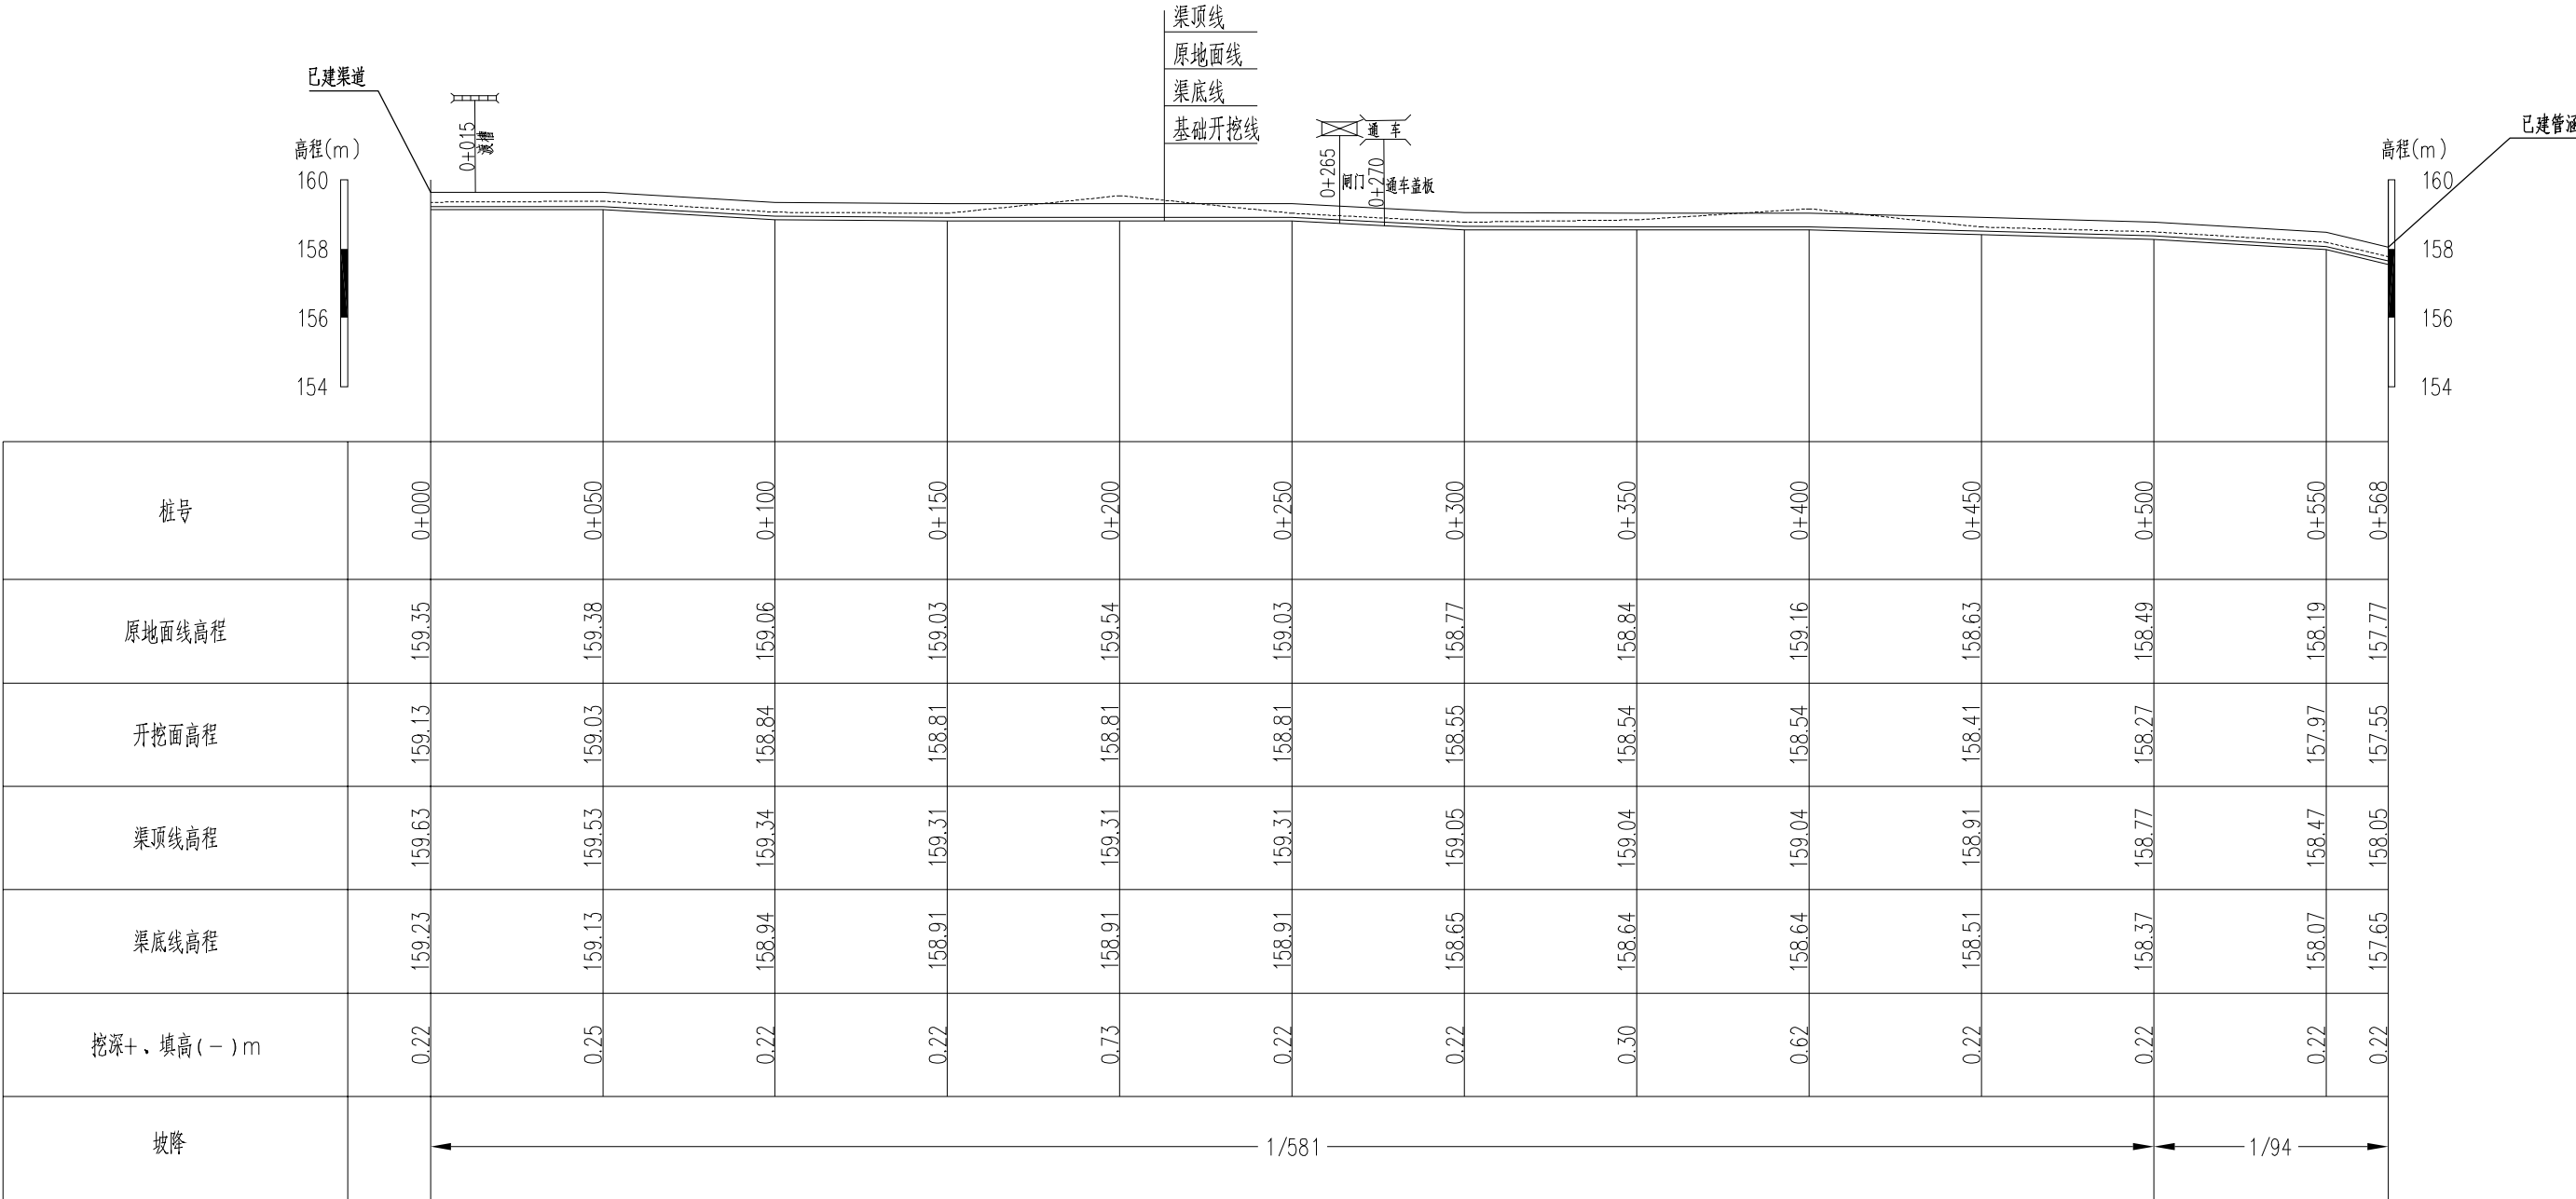 渠顶线
原地面线
渠底线
基础开挖线
已建渠道
0+015
渡槽
0+265
闸门
通 车
0+270
通车盖板
已建管涵
高程(m)
160
158
156
154
高程(m)
160
158
156
154
桩号 0+000 0+050 0+100 0+150 0+200 0+250 0+300 0+350 0+400 0+450 0+500 0+550 0+568
原地面线高程 159.35 159.38 159.06 159.03 159.54 159.03 158.77 158.84 159.16 158.63 158.49 158.19 157.77
开挖面高程 159.13 159.03 158.84 158.81 158.81 158.81 158.55 158.54 158.54 158.41 158.27 157.97 157.55
渠顶线高程 159.63 159.53 159.34 159.31 159.31 159.31 159.05 159.04 159.04 158.91 158.77 158.47 158.05
渠底线高程 159.23 159.13 158.94 158.91 158.91 158.91 158.65 158.64 158.64 158.51 158.37 158.07 157.65
挖深+、填高(-)m 0.22 0.25 0.22 0.22 0.73 0.22 0.22 0.30 0.62 0.22 0.22 0.22 0.22
坡降 1/581 1/94